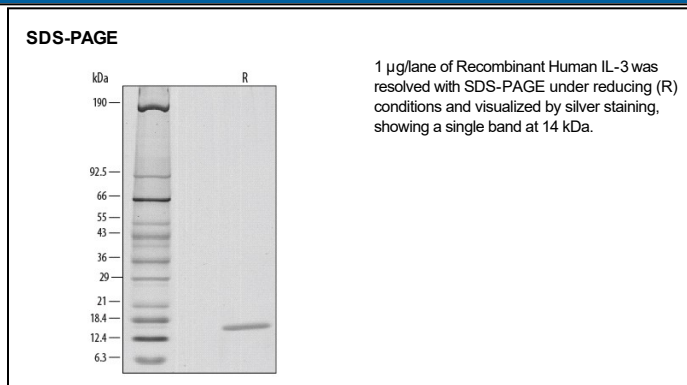 SDS-PAGE
kDa
R
190
92.5
66
55
43
36
29
21
18.4
12.4
6.3
1 µg/lane of Recombinant Human IL-3 was
resolved with SDS-PAGE under reducing (R)
conditions and visualized by silver staining,
showing a single band at 14 kDa.